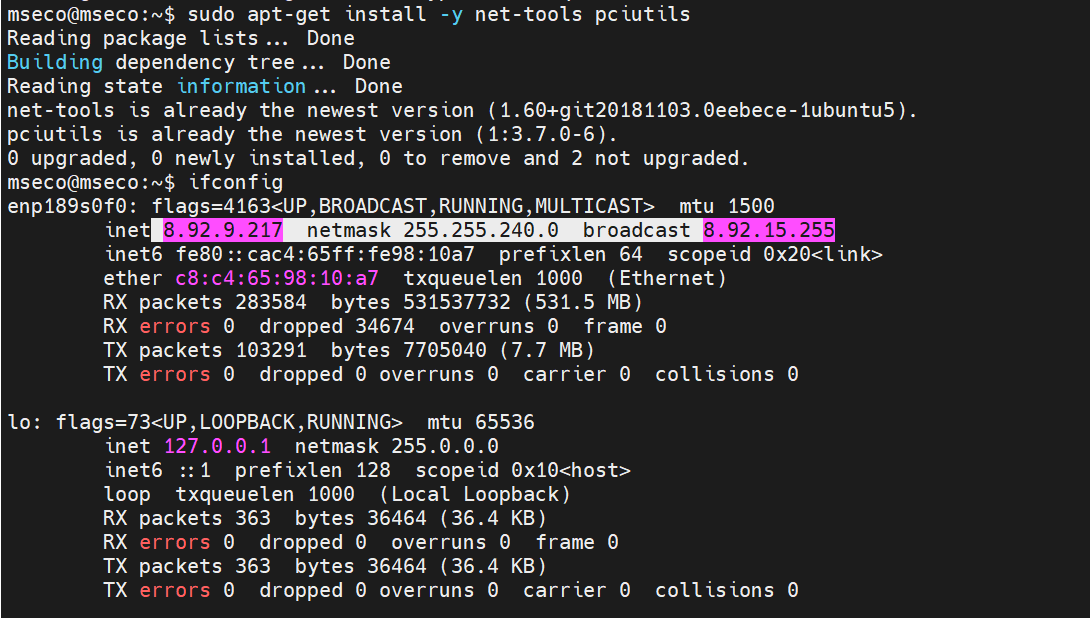 mseco@mseco:~$ sudo apt-get install -y net-tools pciutils
Reading package lists... Done
Building dependency tree... Done
Reading state information... Done
net-tools is already the newest version (1.60+git20181103.0eebece-1ubuntu5).
pciutils is already the newest version (1:3.7.0-6).
0 upgraded, 0 newly installed, 0 to remove and 2 not upgraded.
mseco@mseco:~$ ifconfig
enp189s0f0: flags=4163<UP,BROADCAST,RUNNING,MULTICAST>  mtu 1500
        inet 8.92.9.217  netmask 255.255.240.0  broadcast 8.92.15.255
        inet6 fe80::cac4:65ff:fe98:10a7  prefixlen 64  scopeid 0x20<link>
        ether c8:c4:65:98:10:a7  txqueuelen 1000  (Ethernet)
        RX packets 283584  bytes 531537732 (531.5 MB)
        RX errors 0  dropped 34674  overruns 0  frame 0
        TX packets 103291  bytes 7705040 (7.7 MB)
        TX errors 0  dropped 0 overruns 0  carrier 0  collisions 0

lo: flags=73<UP,LOOPBACK,RUNNING>  mtu 65536
        inet 127.0.0.1  netmask 255.0.0.0
        inet6 ::1  prefixlen 128  scopeid 0x10<host>
        loop  txqueuelen 1000  (Local Loopback)
        RX packets 363  bytes 36464 (36.4 KB)
        RX errors 0  dropped 0  overruns 0  frame 0
        TX packets 363  bytes 36464 (36.4 KB)
        TX errors 0  dropped 0 overruns 0  carrier 0  collisions 0